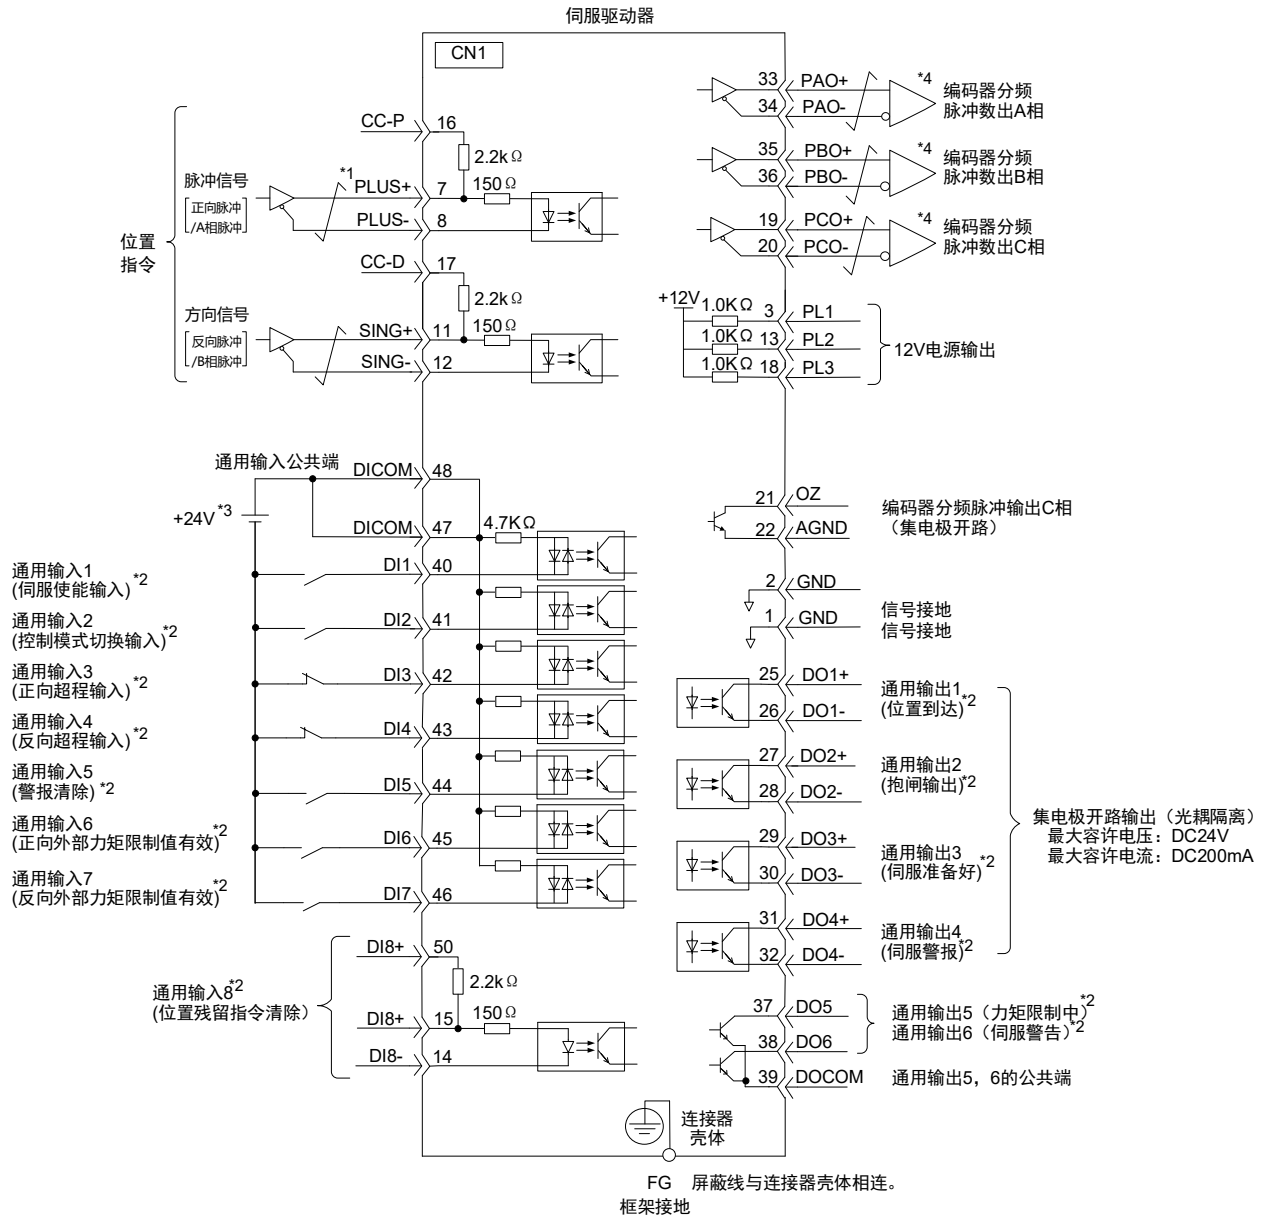 伺服驱动器
CN1
位置
指令
脉冲信号
正向脉冲
/A相脉冲
*1
CC-P
16
2.2kΩ
PLUS+
7
150Ω
PLUS-
8
CC-D
17
2.2kΩ
方向信号
反向脉冲
/B相脉冲
SING+
11
150Ω
SING-
12
通用输入公共端
+24V *3
DICOM
48
DICOM
47
4.7KΩ
通用输入1
(伺服使能输入)*2
DI1
40
通用输入2
(控制模式切换输入)*2
DI2
41
通用输入3
(正向超程输入)*2
DI3
42
通用输入4
(反向超程输入)*2
DI4
43
通用输入5
(警报清除)*2
DI5
44
通用输入6
(正向外部力矩限制值有效)*2
DI6
45
通用输入7
(反向外部力矩限制值有效)*2
DI7
46
通用输入8*2
(位置残留指令清除）
DI8+
50
2.2kΩ
DI8+
15
150Ω
DI8-
14
33
PAO+
34
PAO-
*4
编码器分频
脉冲数出A相
35
PBO+
36
PBO-
*4
编码器分频
脉冲数出B相
19
PCO+
20
PCO-
*4
编码器分频
脉冲数出C相
+12V
1.0KΩ
3
PL1
1.0KΩ
13
PL2
1.0KΩ
18
PL3
12V电源输出
21
OZ
22
AGND
编码器分频脉冲输出C相
（集电极开路）
2
GND
1
GND
信号接地
信号接地
25
DO1+
26
DO1-
通用输出1
(位置到达)*2
27
DO2+
28
DO2-
通用输出2
(抱闸输出)*2
29
DO3+
30
DO3-
通用输出3
(伺服准备好)*2
31
DO4+
32
DO4-
通用输出4
(伺服警报)*2
集电极开路输出（光耦隔离）
最大容许电压：DC24V
最大容许电流：DC200mA
37
DO5
38
DO6
39
DOCOM
通用输出5（力矩限制中）*2
通用输出6（伺服警告）*2
通用输出5，6的公共端
连接器
壳体
FG 屏蔽线与连接器壳体相连。
框架接地